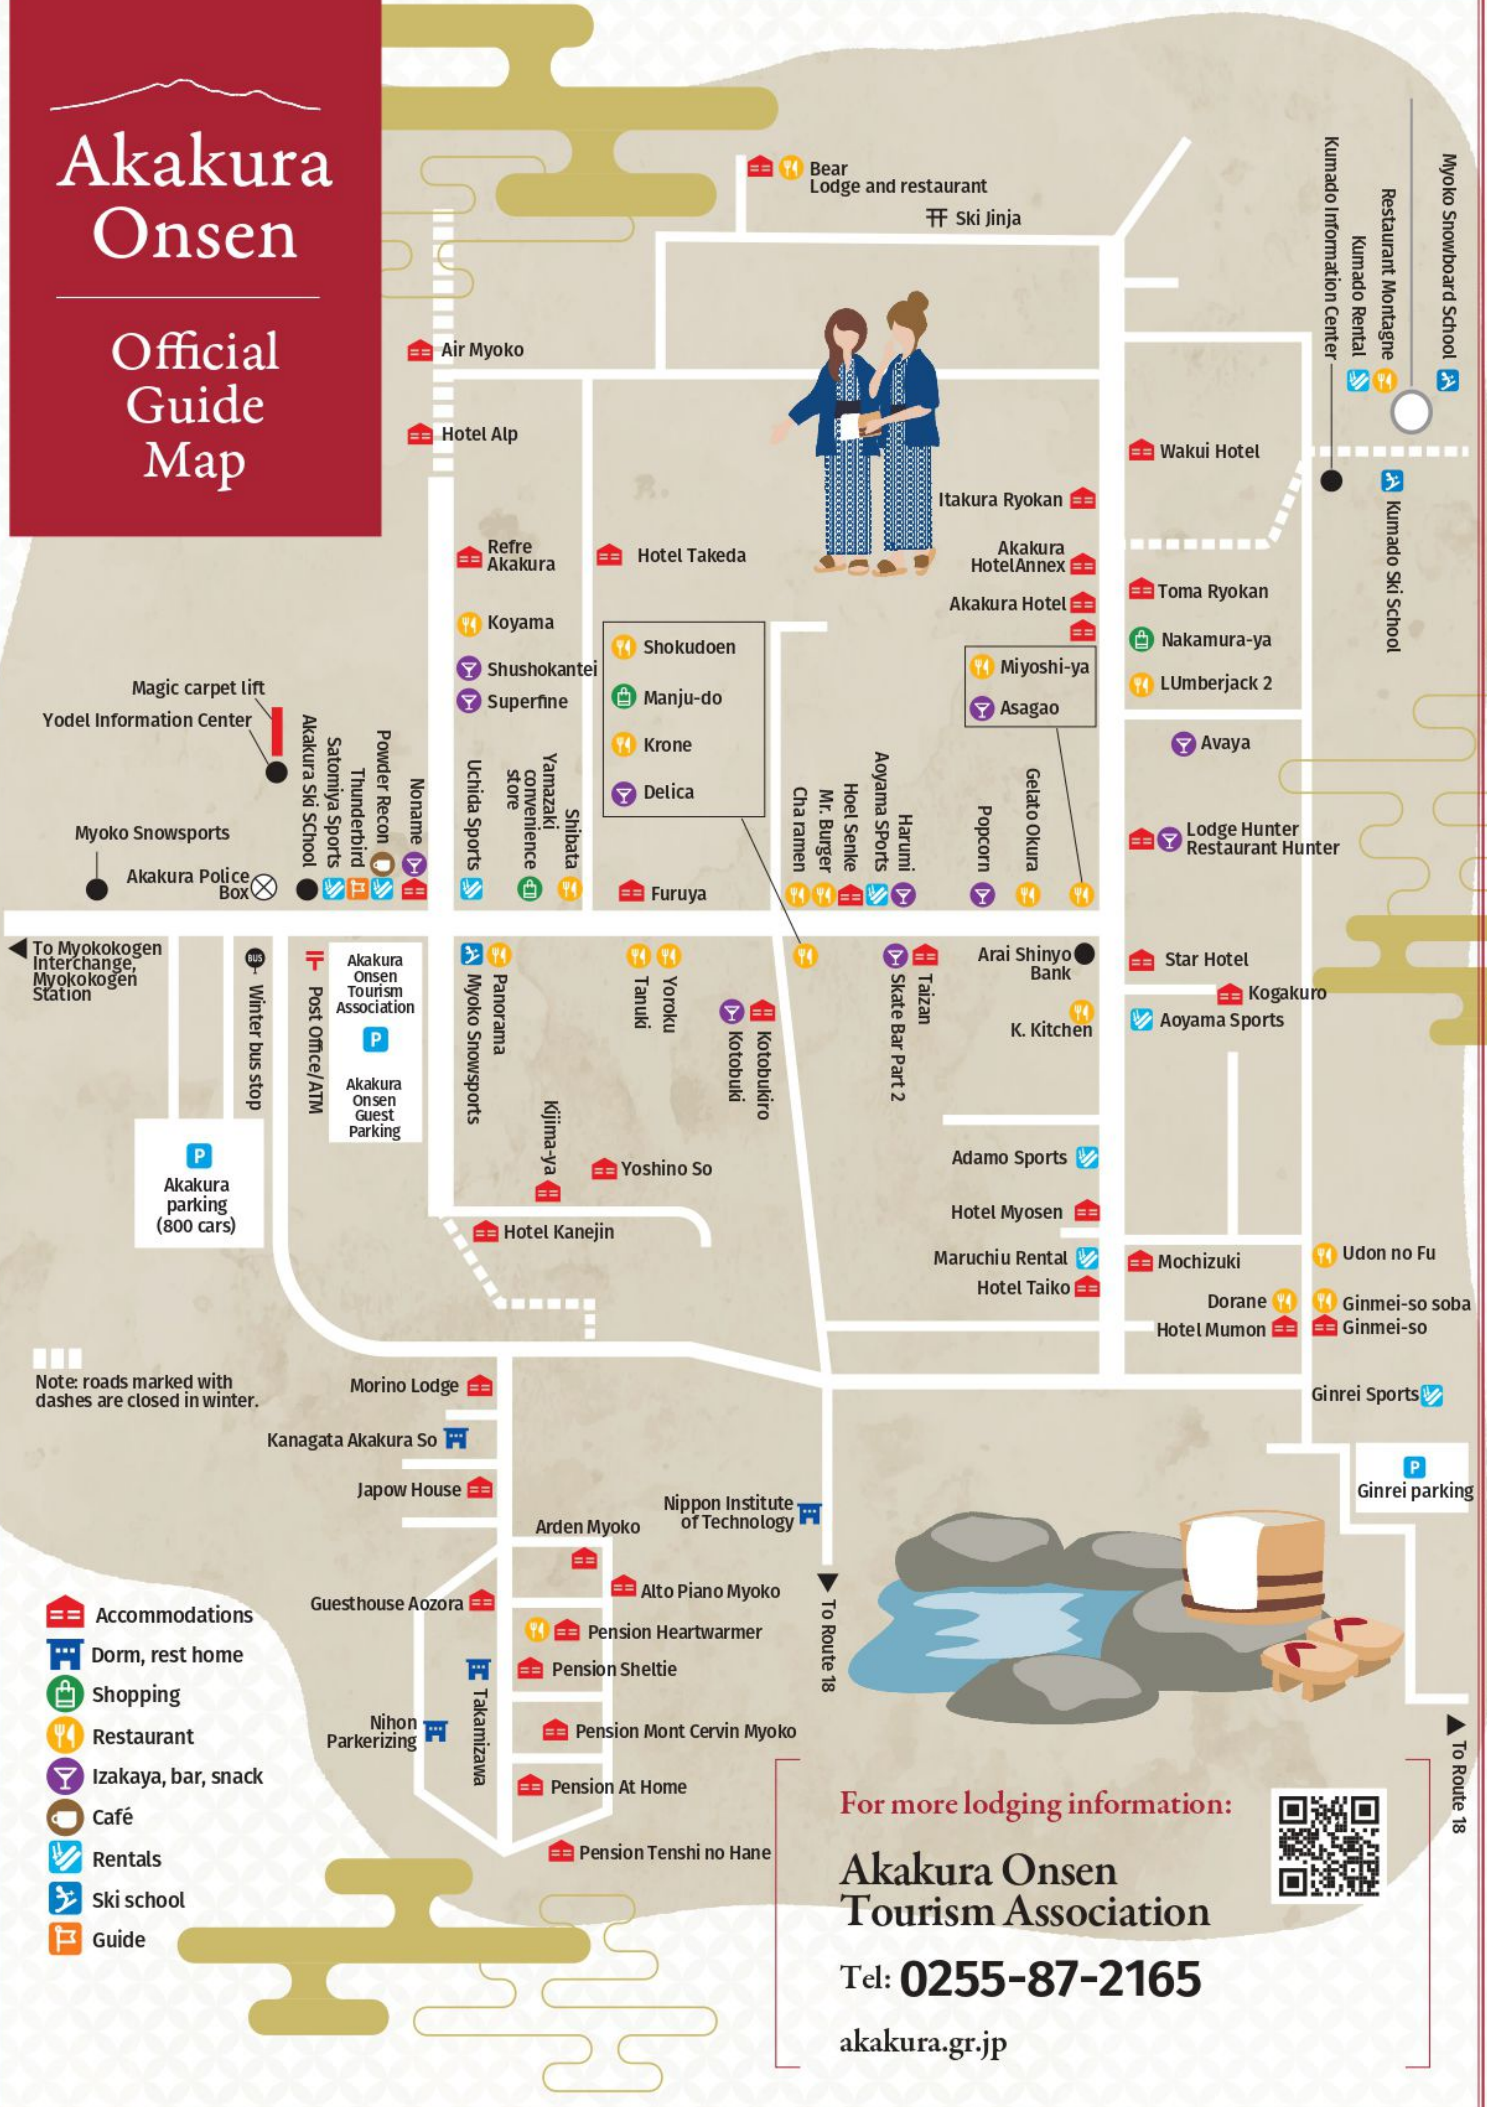 Akakura
Onsen
Official
Guide
Map
Bear
Lodge and restaurant
Ski Jinja
Kumado Information Center
Kumado Rental
Restaurant Montagne
Myoko Snowboard School
Air Myoko
Hotel Alp
Wakui Hotel
Itakura Ryokan
Kumado Ski School
Refre
Akakura
Hotel Takeda
Akakura
HotelAnnex
Akakura Hotel
Toma Ryokan
Koyama
Shokudoen
Nakamura-ya
Shushokantei
Superfine
Manju-do
Miyoshi-ya
LUmberjack 2
Magic carpet lift
Yodel Information Center
Krone
Asagao
Avaya
Delica
Akakura Ski SChool
Satomiya Sports
Thunderbird
Powder Recon
Noname
Uchida Sports
Yamazaki
convenience
store
Shibata
Cha ramen
Mr. Burger
Hoel Senke
Aoyama SPorts
Harumi
Popcorn
Gelato Okura
Lodge Hunter
Restaurant Hunter
Myoko Snowsports
Akakura Police
Box
Furuya
To Myokokogen
Interchange,
Myokokogen
Station
BUS
Winter bus stop
Post Office/ATM
Akakura
Onsen
Tourism
Association
P
Akakura
Onsen
Guest
Parking
Myoko Snowsports
Panorama
Tanuki
Yoroku
Kotobuki
Kotobukiro
Skate Bar Part 2
Taizan
Arai Shinyo
Bank
K. Kitchen
Star Hotel
Kogakuro
Aoyama Sports
P
Akakura
parking
(800 cars)
Kijima-ya
Yoshino So
Hotel Kanejin
Adamo Sports
Hotel Myosen
Maruchiu Rental
Hotel Taiko
Mochizuki
Udon no Fu
Dorane
Ginmei-so soba
Hotel Mumon
Ginmei-so
Note: roads marked with
dashes are closed in winter.
Morino Lodge
Ginrei Sports
Kanagata Akakura So
Japow House
P
Ginrei parking
Nippon Institute
of Technology
Arden Myoko
Alto Piano Myoko
Guesthouse Aozora
Pension Heartwarmer
To Route 18
Pension Sheltie
Takamizawa
Nihon
Parkerizing
Pension Mont Cervin Myoko
Pension At Home
Pension Tenshi no Hane
To Route 18
Accommodations
Dorm, rest home
Shopping
Restaurant
Izakaya, bar, snack
Café
Rentals
Ski school
Guide
For more lodging information:
Akakura Onsen
Tourism Association
Tel: 0255-87-2165
akakura.gr.jp